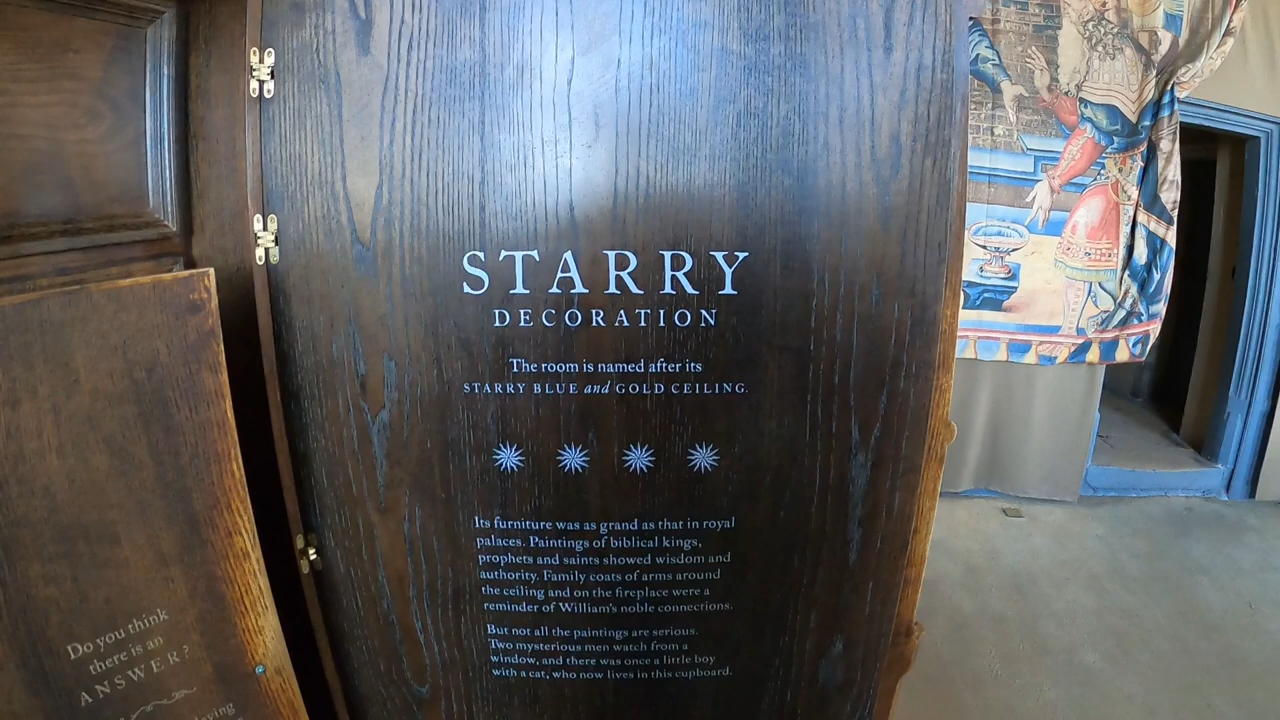 STARRY
DECORATION
The room is named after its
STARRY BLUE and GOLD CEILING.
Its furniture was as grand as that in royal
palaces. Paintings of biblical kings,
prophets and saints showed wisdom and
authority. Family coats of arms around
the ceiling and on the fireplace were a
reminder of William's noble connections.
But not all the paintings are serious.
Two mysterious men watch from a
window, and there was once a little boy
with a cat, who now lives in this cupboard.
Do you think
there is an
ANSWER?